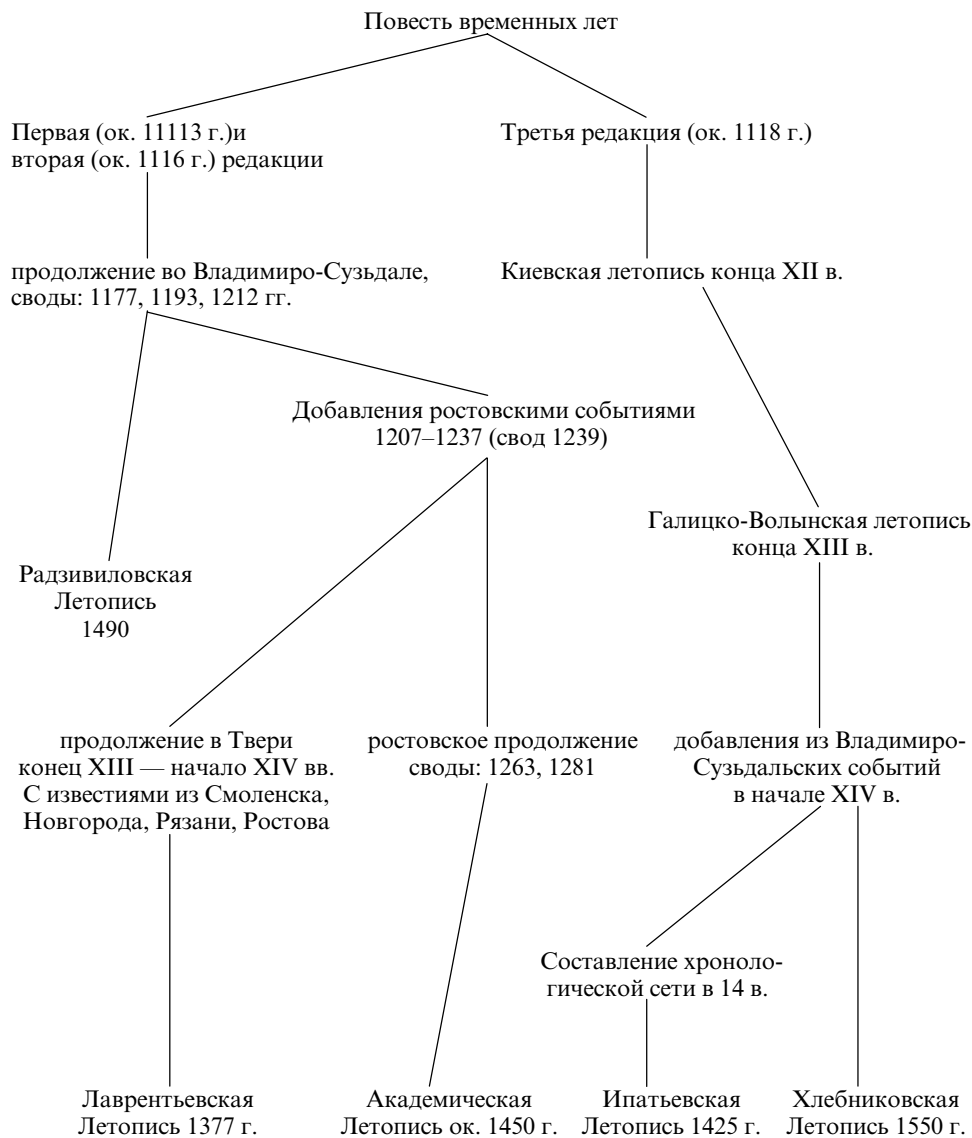 Повесть временных лет
Первая (ок. 11113 г.)и
вторая (ок. 1116 г.) редакции
Третья редакция (ок. 1118 г.)
продолжение во Владимиро-Суздале,
своды: 1177, 1193, 1212 гг.
Киевская летопись конца XII в.
Добавления ростовскими событиями
1207–1237 (свод 1239)
Галицко-Волынская летопись
конца XIII в.
Радзивиловская
Летопись
1490
продолжение в Твери
конец XIII — начало XIV вв.
С известиями из Смоленска,
Новгорода, Рязани, Ростова
ростовское продолжение
своды: 1263, 1281
добавления из Владимиро-
Сузьдальских событий
в начале XIV в.
Составление хроноло-
гической сети в 14 в.
Лаврентьевская
Летопись 1377 г.
Академическая
Летопись ок. 1450 г.
Ипатьевская
Летопись 1425 г.
Хлебниковская
Летопись 1550 г.